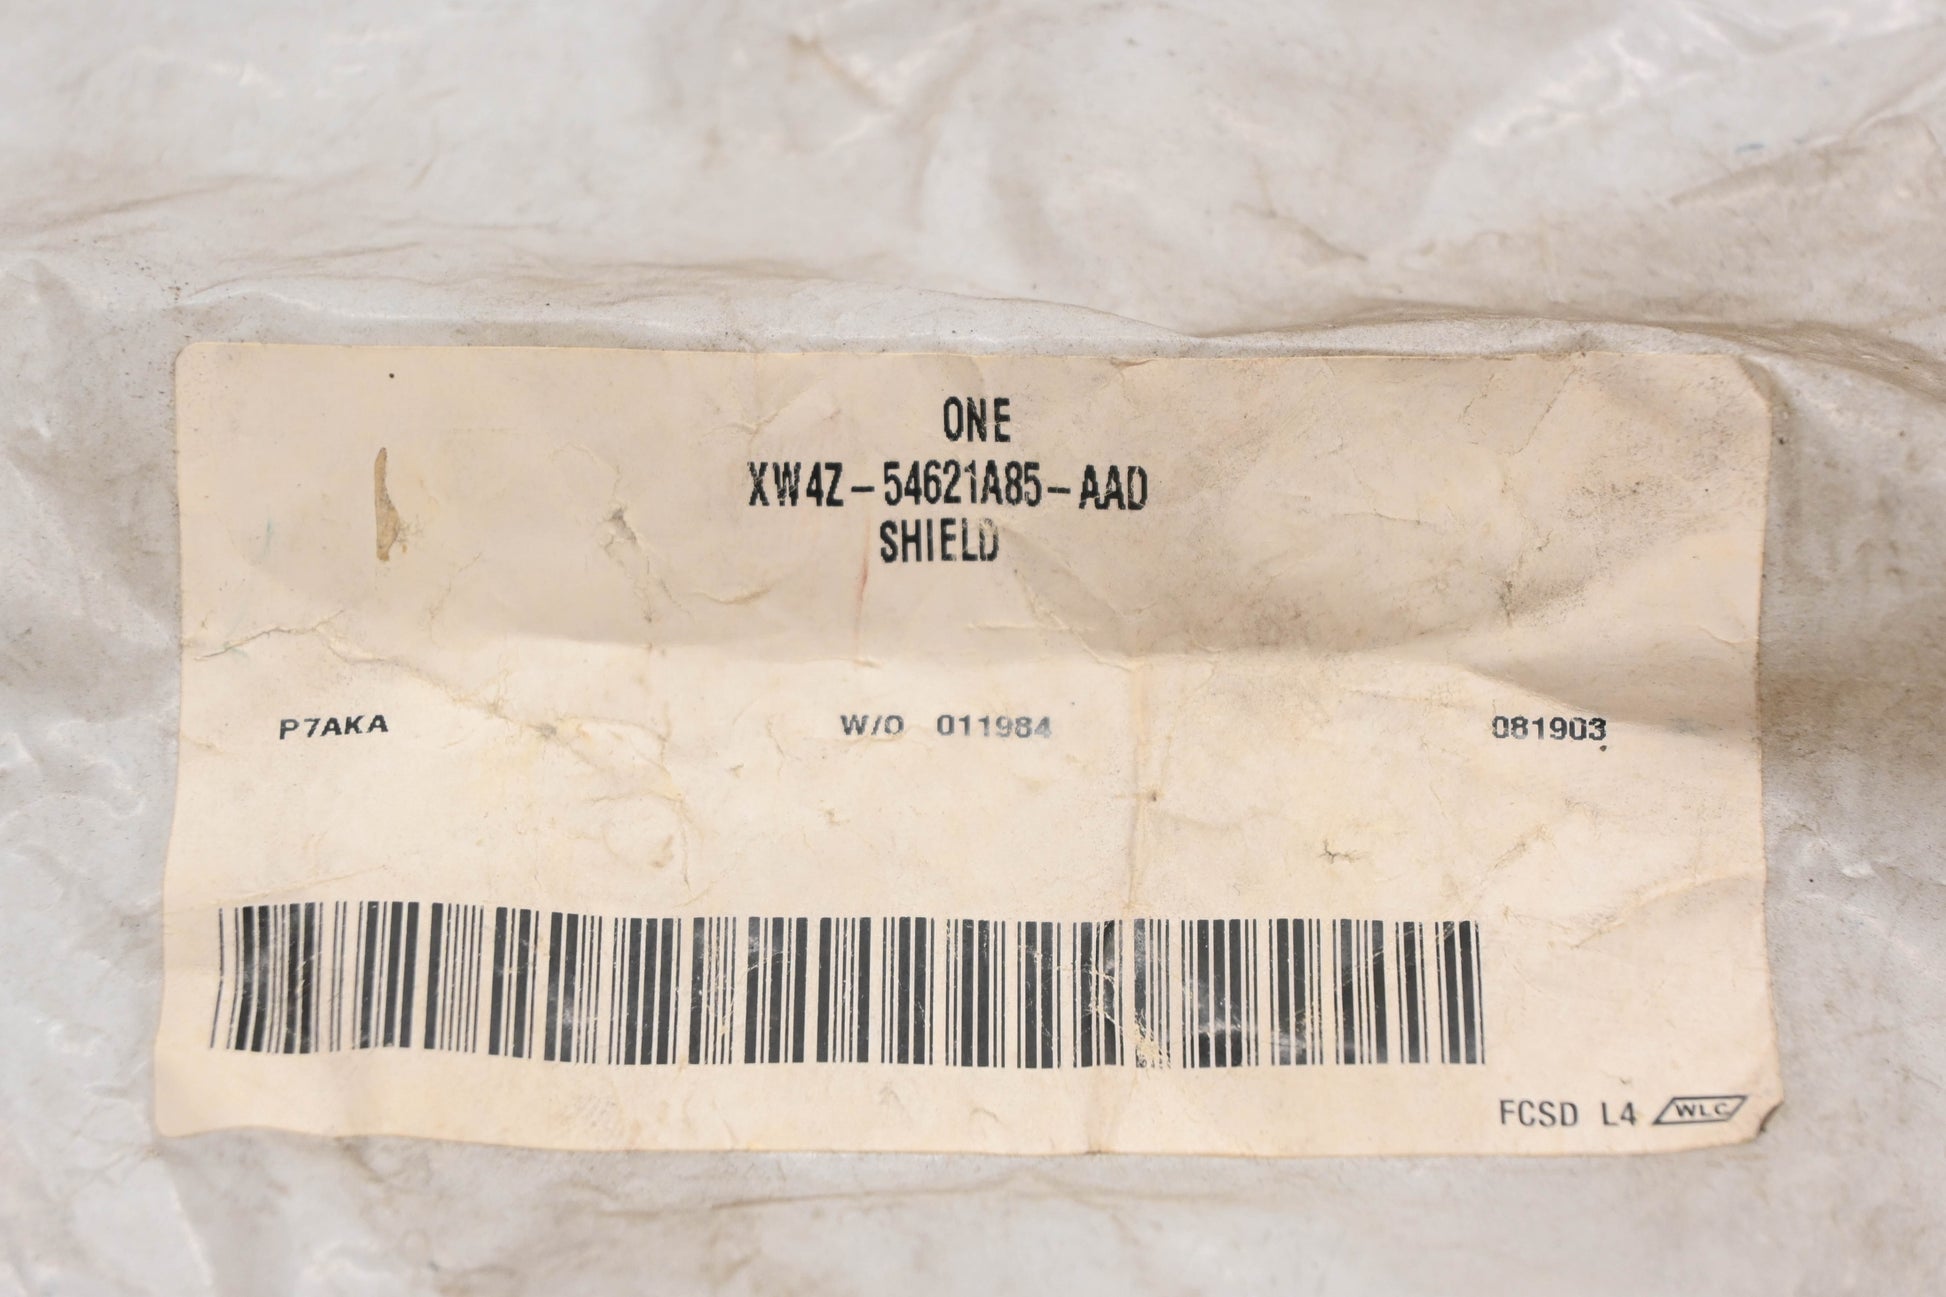 ONE
XW4Z-54621A85-AAD
SHIELD
P7AKA W/O 011984 081903
FCSD L4 WLC